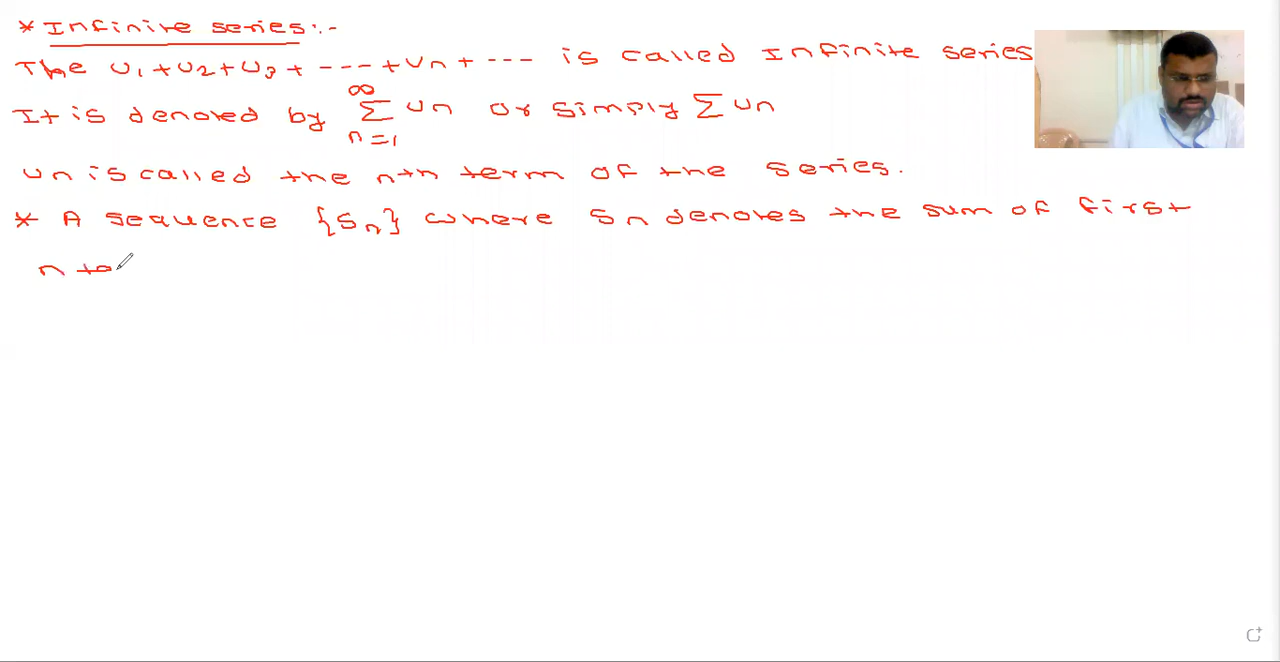 * Infinite series:-
The u1+u2+u3+---+un+--- is called Infinite series
It is denoted by ∞∑n=1 un or simply ∑un
un is called the nth term of the series.
* A sequence {Sn} where Sn denotes the sum of first
n te